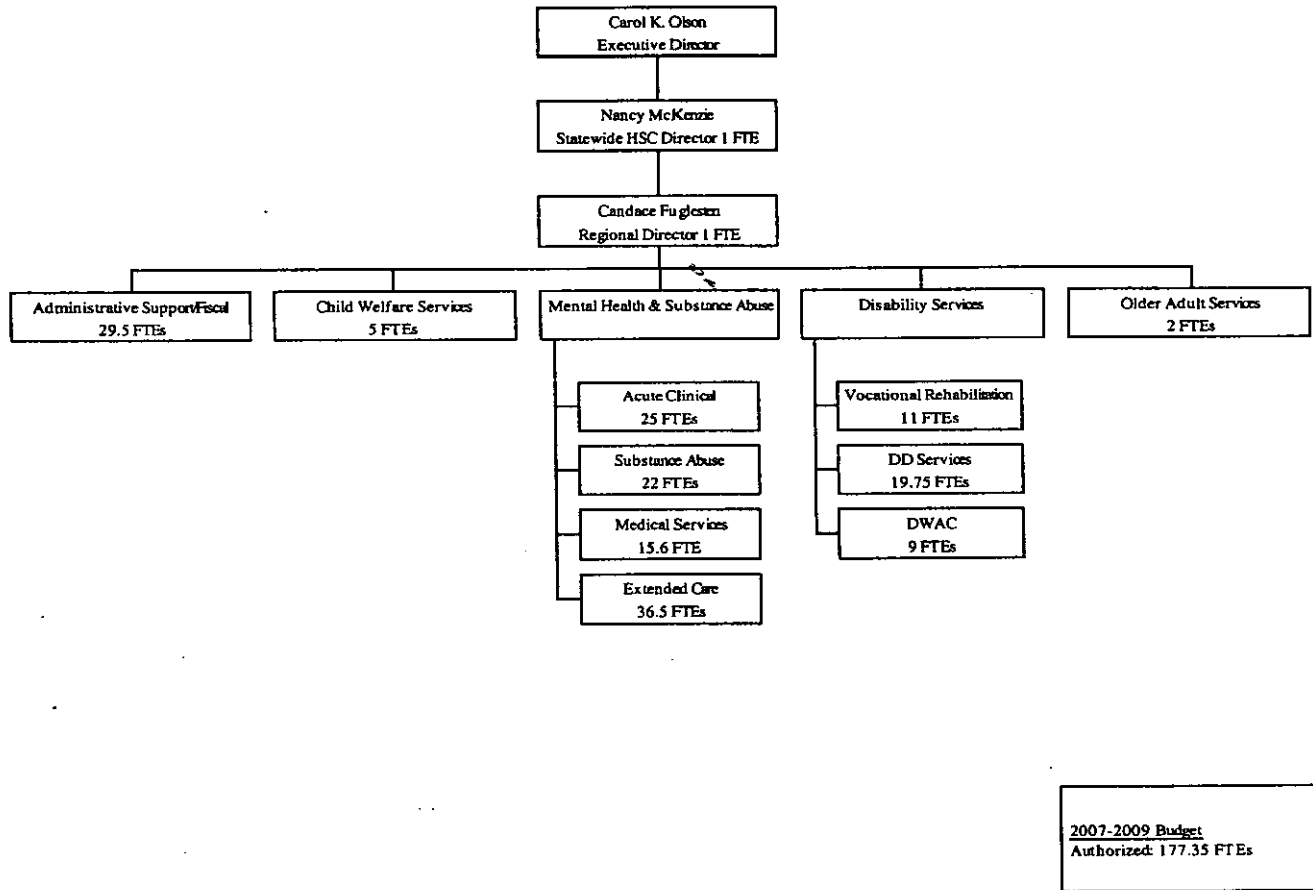 Carol K. Olson
Executive Director
Nancy McKenzie
Statewide HSC Director 1 FTE
Candace Fuglesten
Regional Director 1 FTE
Administrative Support/Fiscal
29.5 FTEs
Child Welfare Services
5 FTEs
Mental Health & Substance Abuse
Disability Services
Older Adult Services
2 FTEs
Acute Clinical
25 FTEs
Substance Abuse
22 FTEs
Medical Services
15.6 FTE
Extended Care
36.5 FTEs
Vocational Rehabilitation
11 FTEs
DD Services
19.75 FTEs
DWAC
9 FTEs
2007-2009 Budget
Authorized: 177.35 FTEs